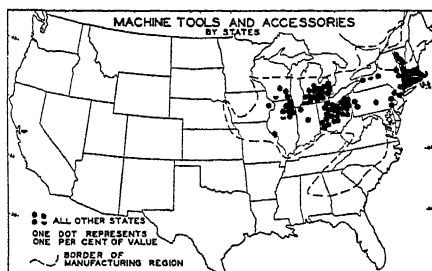 MACHINE TOOLS AND ACCESSORIES
BY STATES
ALL OTHER STATES
ONE DOT REPRESENTS
ONE PER CENT OF VALUE
BORDER OF
MANUFACTURING REGION